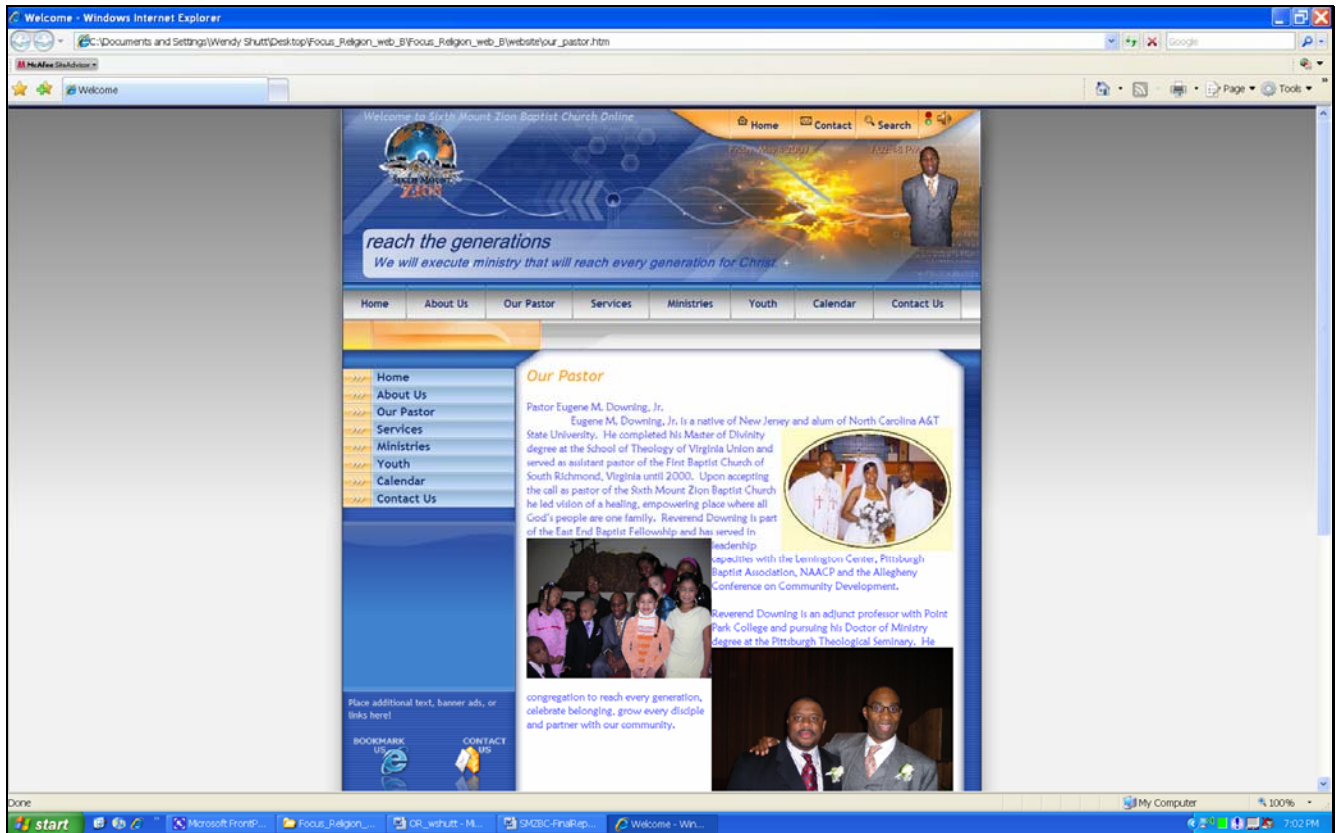 Welcome - Windows Internet Explorer
C:\Documents and Settings\Wendy Shutt\Desktop\Focus_Religion_web_B\Focus_Religion_web_B\website\our_pastor.htm
Google
McAfee SiteAdvisor
Welcome
Page
Tools
Welcome to Sixth Mount Zion Baptist Church Online
Home
Contact
Search
SIXTH MOUNT
ZION
reach the generations
We will execute ministry that will reach every generation for Christ.
Home
About Us
Our Pastor
Services
Ministries
Youth
Calendar
Contact Us
Home
About Us
Our Pastor
Services
Ministries
Youth
Calendar
Contact Us
Place additional text, banner ads, or
links here!
BOOKMARK
US
CONTACT
US
Our Pastor
Pastor Eugene M. Downing, Jr.
Eugene M. Downing, Jr. is a native of New Jersey and alum of North Carolina A&T
State University. He completed his Master of Divinity
degree at the School of Theology of Virginia Union and
served as assistant pastor of the First Baptist Church of
South Richmond, Virginia until 2000. Upon accepting
the call as pastor of the Sixth Mount Zion Baptist Church
he led vision of a healing, empowering place where all
God's people are one family. Reverend Downing is part
of the East End Baptist Fellowship and has served in
leadership
capacities with the Lemington Center, Pittsburgh
Baptist Association, NAACP and the Allegheny
Conference on Community Development.
Reverend Downing is an adjunct professor with Point
Park College and pursuing his Doctor of Ministry
degree at the Pittsburgh Theological Seminary. He
congregation to reach every generation,
celebrate belonging, grow every disciple
and partner with our community.
Done
My Computer
100%
start
Microsoft FrontP...
Focus_Religion_...
OR_wshutt - Mi...
SMZBC-FinalRep...
Welcome - Win...
7:02 PM